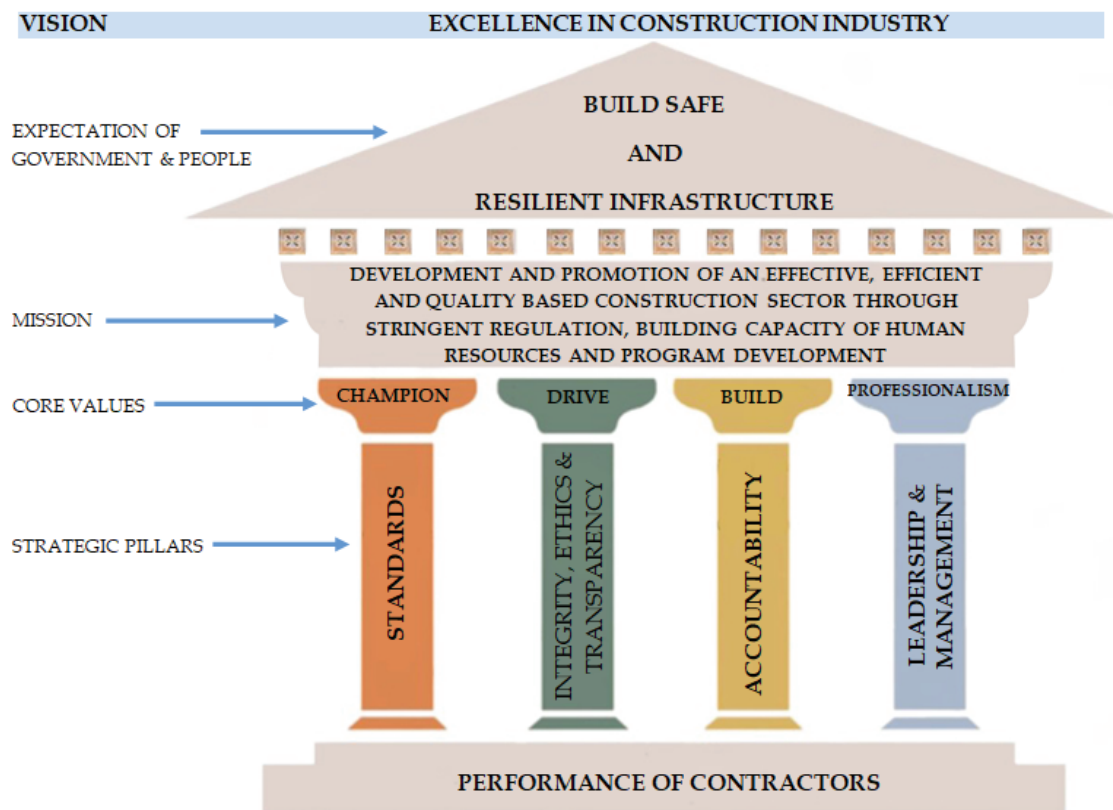 VISION
EXCELLENCE IN CONSTRUCTION INDUSTRY
EXPECTATION OF
GOVERNMENT & PEOPLE
BUILD SAFE
AND
RESILIENT INFRASTRUCTURE
MISSION
DEVELOPMENT AND PROMOTION OF AN EFFECTIVE, EFFICIENT
AND QUALITY BASED CONSTRUCTION SECTOR THROUGH
STRINGENT REGULATION, BUILDING CAPACITY OF HUMAN
RESOURCES AND PROGRAM DEVELOPMENT
CORE VALUES
CHAMPION
DRIVE
BUILD
PROFESSIONALISM
STRATEGIC PILLARS
STANDARDS
INTEGRITY, ETHICS &
TRANSPARENCY
ACCOUNTABILITY
LEADERSHIP &
MANAGEMENT
PERFORMANCE OF CONTRACTORS